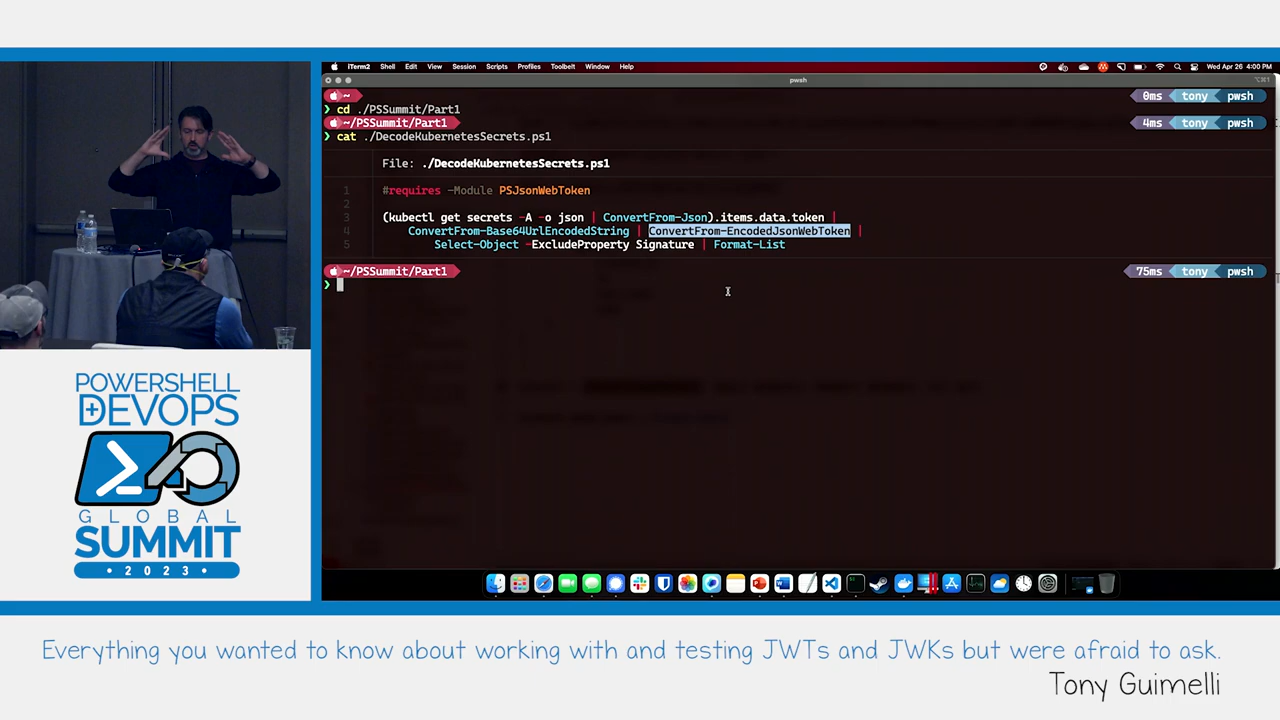 iTerm2 Shell Edit View Session Scripts Profiles Toolbelt Window Help Wed Apr 26 4:00 PM
pwsh
~ 0ms tony pwsh
❯ cd ./PSSummit/Part1
~/PSSummit/Part1 4ms tony pwsh
❯ cat ./DecodeKubernetesSecrets.ps1
File: ./DecodeKubernetesSecrets.ps1
1 #requires -Module PSJsonWebToken
2
3 (kubectl get secrets -A -o json | ConvertFrom-Json).items.data.token |
4 ConvertFrom-Base64UrlEncodedString | ConvertFrom-EncodedJsonWebToken |
5 Select-Object -ExcludeProperty Signature | Format-List
~/PSSummit/Part1 75ms tony pwsh
❯
POWERSHELL
+DEVOPS
GLOBAL
SUMMIT
•2023•
Everything you wanted to know about working with and testing JWTs and JWKs but were afraid to ask.
Tony Guimelli